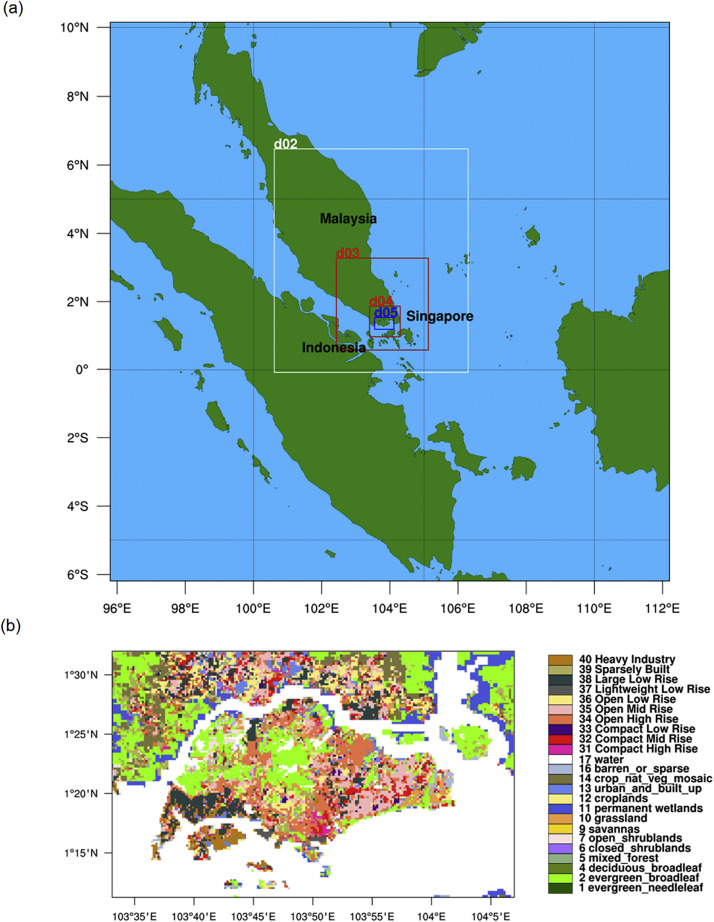 (a)
10°N
8°N
6°N
4°N
2°N
0°
2°S
4°S
6°S
d02
Malaysia
d03
d04
d05
Singapore
Indonesia
96°E 98°E 100°E 102°E 104°E 106°E 108°E 110°E 112°E
(b)
1°30'N
1°25'N
1°20'N
1°15'N
103°35'E 103°40'E 103°45'E 103°50'E 103°55'E 104°E 104°5'E
40 Heavy Industry
39 Sparsely Built
38 Large Low Rise
37 Lightweight Low Rise
36 Open Low Rise
35 Open Mid Rise
34 Open High Rise
33 Compact Low Rise
32 Compact Mid Rise
31 Compact High Rise
17 water
16 barren_or_sparse
14 crop_nat_veg_mosaic
13 urban_and_built_up
12 croplands
11 permanent wetlands
10 grassland
9 savannas
7 open_shrublands
6 closed_shrublands
5 mixed_forest
4 deciduous_broadleaf
2 evergreen_broadleaf
1 evergreen_needleleaf